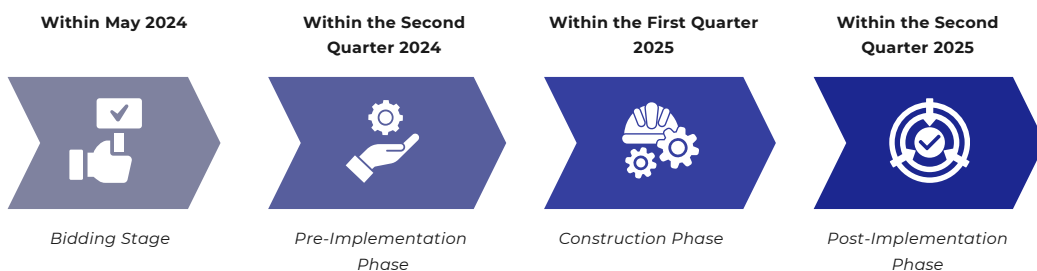 Within May 2024
Within the Second
Quarter 2024
Within the First Quarter
2025
Within the Second
Quarter 2025
Bidding Stage
Pre-Implementation
Phase
Construction Phase
Post-Implementation
Phase